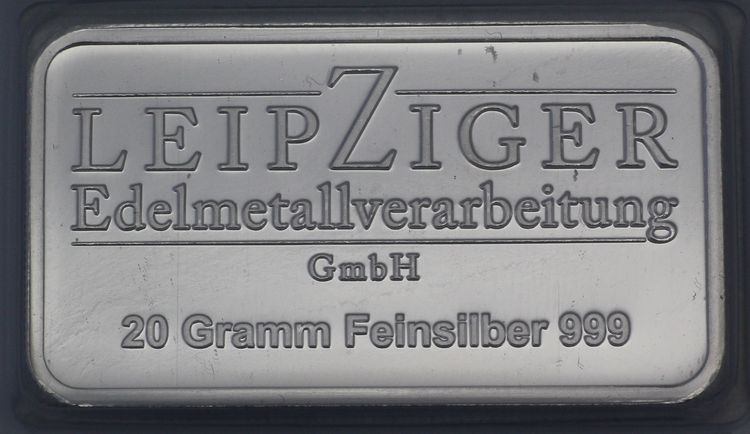 LEIPZIGER
Edelmetallverarbeitung
GmbH
20 Gramm Feinsilber 999